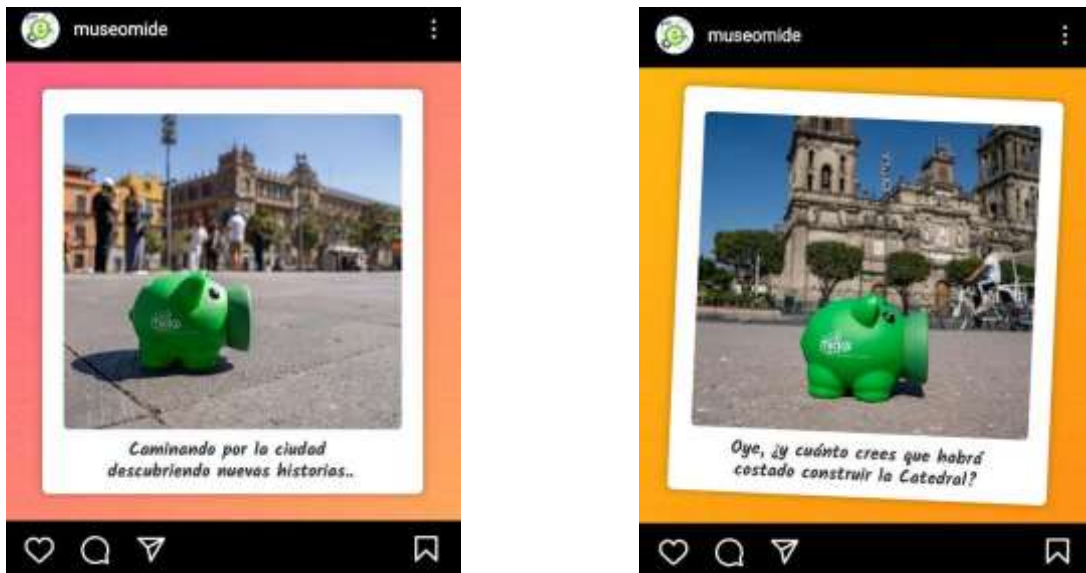 museomide
Caminando por la ciudad
descubriendo nuevas historias..
museomide
Oye, ¿y cuánto crees que habrá
costado construir la Catedral?